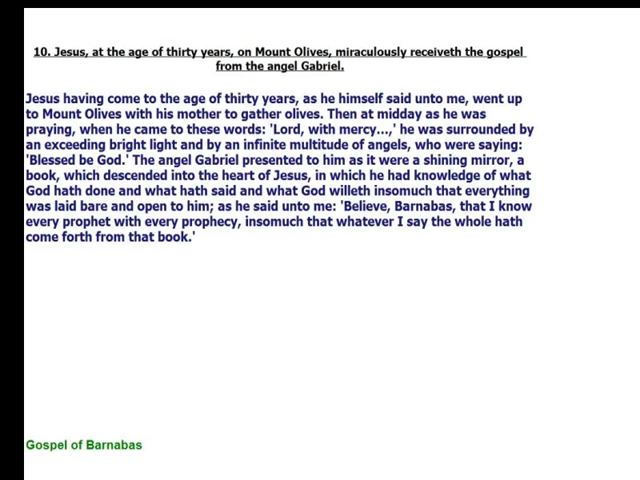 10. Jesus, at the age of thirty years, on Mount Olives, miraculously receiveth the gospel
from the angel Gabriel.
Jesus having come to the age of thirty years, as he himself said unto me, went up
to Mount Olives with his mother to gather olives. Then at midday as he was
praying, when he came to these words: 'Lord, with mercy...,' he was surrounded by
an exceeding bright light and by an infinite multitude of angels, who were saying:
'Blessed be God.' The angel Gabriel presented to him as it were a shining mirror, a
book, which descended into the heart of Jesus, in which he had knowledge of what
God hath done and what hath said and what God willeth insomuch that everything
was laid bare and open to him; as he said unto me: 'Believe, Barnabas, that I know
every prophet with every prophecy, insomuch that whatever I say the whole hath
come forth from that book.'
Gospel of Barnabas